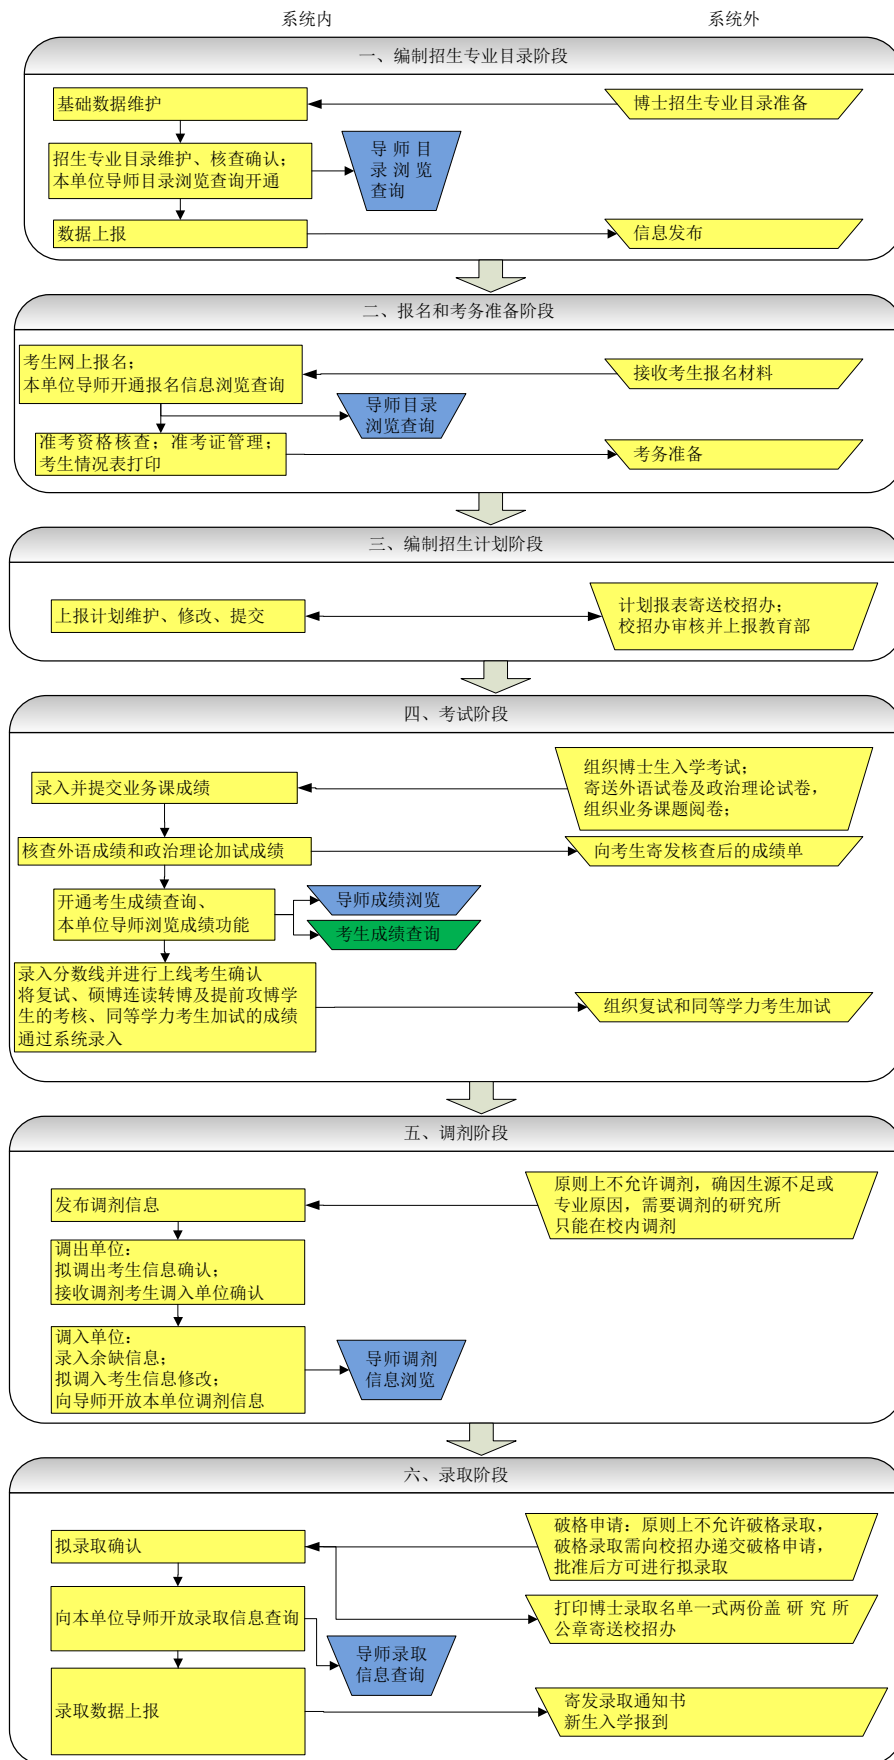 系统内
系统外
一、编制招生专业目录阶段
基础数据维护
博士招生专业目录准备
招生专业目录维护、核查确认；
本单位导师目录浏览查询开通
导 师 目
录 浏 览
查询
数据上报
信息发布
二、报名和考务准备阶段
考生网上报名；
本单位导师开通报名信息浏览查询
接收考生报名材料
导师目录
浏览查询
准考资格核查；准考证管理；
考生情况表打印
考务准备
三、编制招生计划阶段
上报计划维护、修改、提交
计划报表寄送校招办；
校招办审核并上报教育部
四、考试阶段
录入并提交业务课成绩
组织博士生入学考试；
寄送外语试卷及政治理论试卷，
组织业务课题阅卷；
核查外语成绩和政治理论加试成绩
向考生寄发核查后的成绩单
开通考生成绩查询、
本单位导师浏览成绩功能
导师成绩浏览
考生成绩查询
录入分数线并进行上线考生确认
将复试、硕博连读转博及提前攻博学
生的考核、同等学力考生加试的成绩
通过系统录入
组织复试和同等学力考生加试
五、调剂阶段
发布调剂信息
原则上不允许调剂，确因生源不足或
专业原因，需要调剂的研究所
只能在校内调剂
调出单位：
拟调出考生信息确认；
接收调剂考生调入单位确认
调入单位：
录入余缺信息；
拟调入考生信息修改；
向导师开放本单位调剂信息
导师调剂
信息浏览
六、录取阶段
拟录取确认
破格申请：原则上不允许破格录取，
破格录取需向校招办递交破格申请，
批准后方可进行拟录取
向本单位导师开放录取信息查询
打印博士录取名单一式两份盖 研 究 所
公章寄送校招办
导师录取
信息查询
录取数据上报
寄发录取通知书
新生入学报到